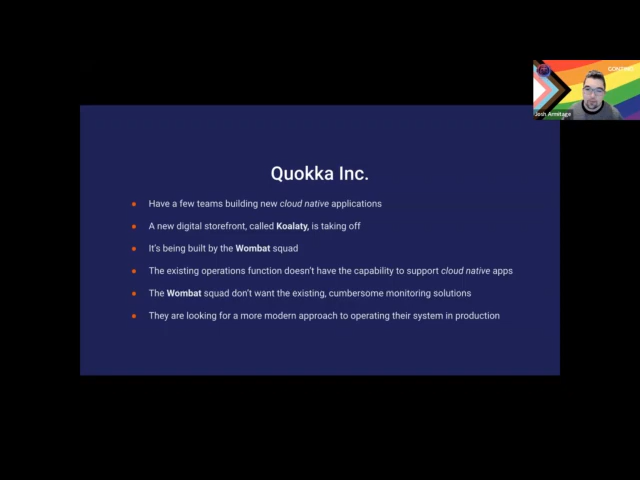 CONTINO
Josh Armitage
Quokka Inc.
Have a few teams building new cloud native applications
A new digital storefront, called Koalaty, is taking off
It's being built by the Wombat squad
The existing operations function doesn't have the capability to support cloud native apps
The Wombat squad don't want the existing, cumbersome monitoring solutions
They are looking for a more modern approach to operating their system in production